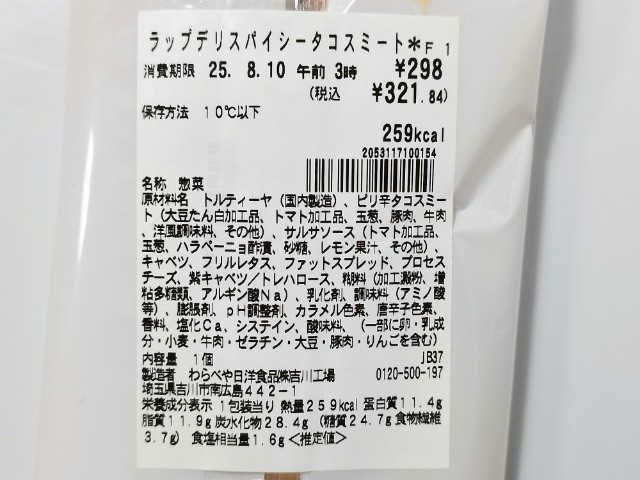 ラップデリスパイシータコスミート*F 1
消費期限 25. 8.10 午前 3時 ¥298
(税込 ¥321.84)
保存方法 10℃以下
259kcal
2053117100154
名称 惣菜
原材料名 トルティーヤ(国内製造)、ピリ辛タコスミー
ト(大豆たん白加工品、トマト加工品、玉葱、豚肉、牛肉
、洋風調味料、その他)、サルサソース(トマト加工品、
玉葱、ハラペーニョ酢漬、砂糖、レモン果汁、その他)、
キャベツ、フリルレタス、ファットスプレッド、プロセス
チーズ、紫キャベツ/トレハロース、糊料(加工澱粉、増
粘多糖類、アルギン酸Na)、乳化剤、調味料(アミノ酸
等)、膨脹剤、pH調整剤、カラメル色素、唐辛子色素、
香料、塩化Ca、システイン、酸味料、(一部に卵・乳成
分・小麦・牛肉・ゼラチン・大豆・豚肉・りんごを含む)
内容量 1個 JB37
製造者 わらべや日洋食品㈱吉川工場 0120-500-197
埼玉県吉川市南広島442-1
栄養成分表示 1包装当り 熱量259kcal 蛋白質11.4g
脂質11.9g 炭水化物28.4g (糖質24.7g 食物繊維
3.7g) 食塩相当量1.6g<推定値>